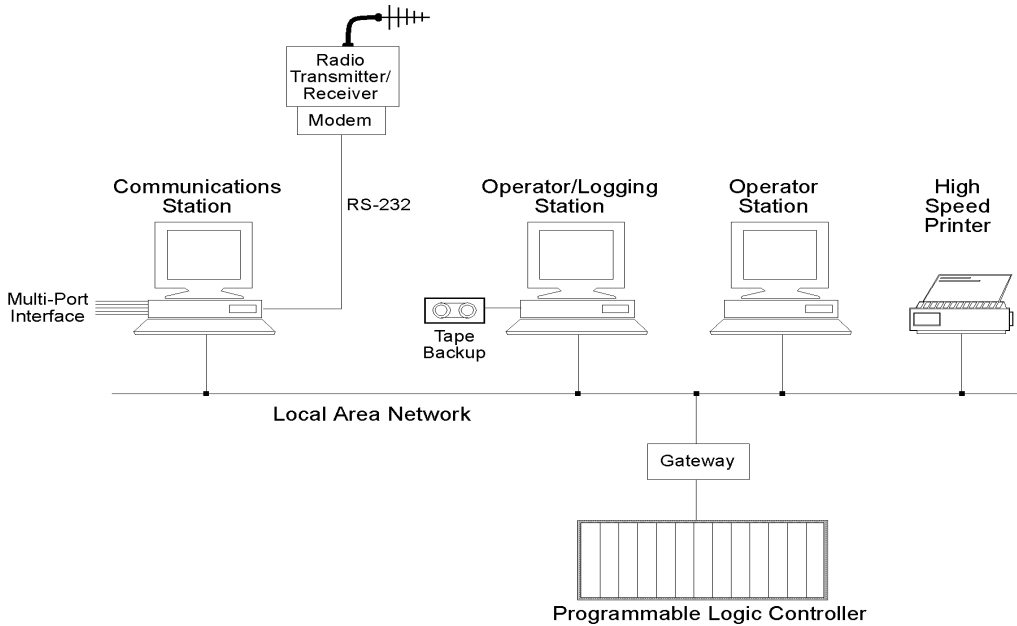 Radio
Transmitter/
Receiver
Modem
Communications
Station
RS-232
Operator/Logging
Station
Operator
Station
High
Speed
Printer
Multi-Port
Interface
Tape
Backup
Local Area Network
Gateway
Programmable Logic Controller